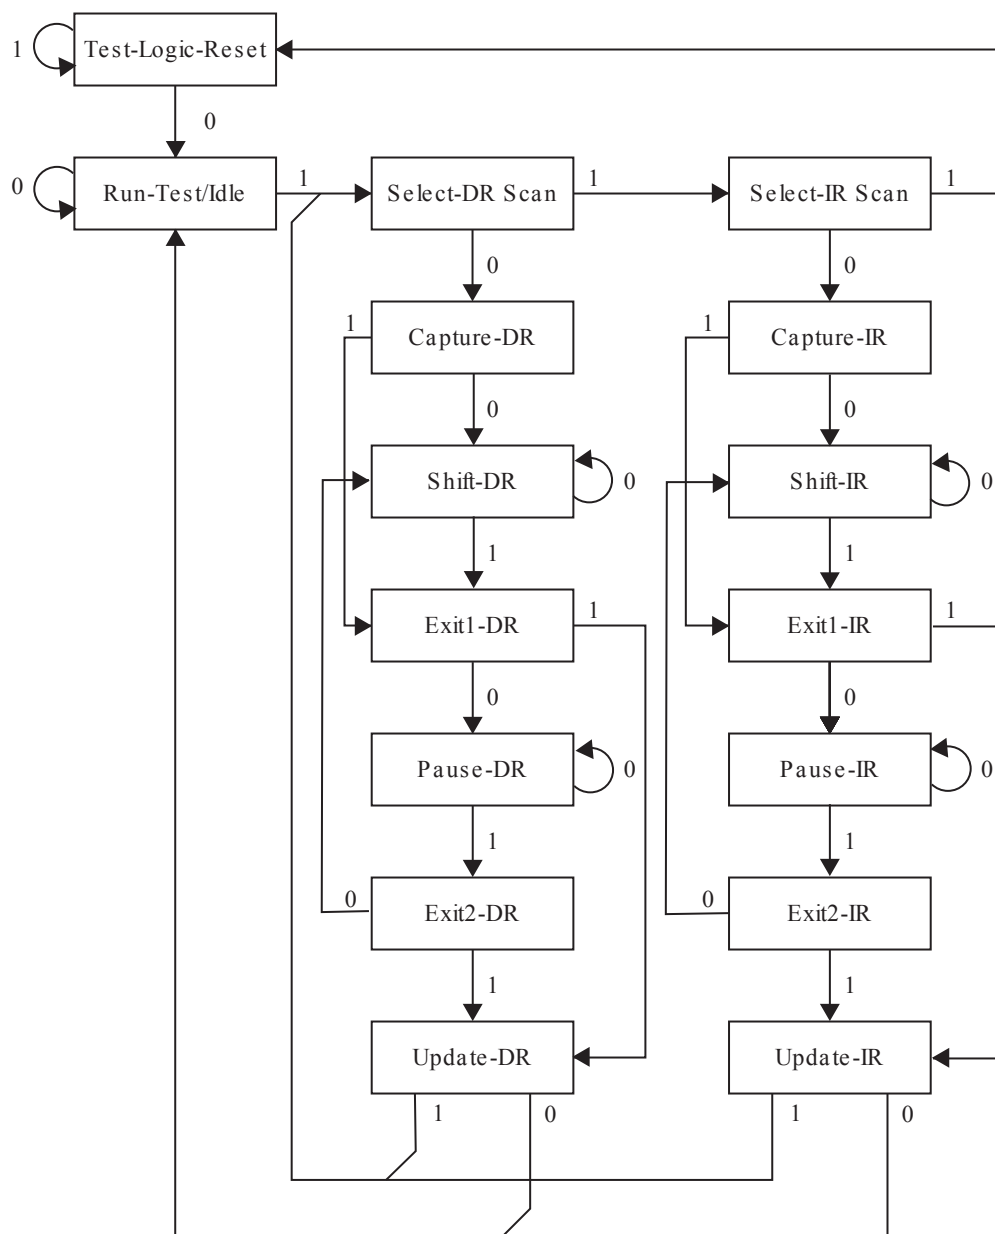 Test-Logic-Reset
1
0
Run-Test/Idle
0
1
Select-DR Scan
1
Select-IR Scan
1
0
0
1
Capture-DR
1
Capture-IR
0
0
Shift-DR
0
Shift-IR
0
1
1
Exit1-DR
1
Exit1-IR
1
0
0
Pause-DR
0
Pause-IR
0
1
1
0
Exit2-DR
0
Exit2-IR
1
1
Update-DR
Update-IR
1
0
1
0